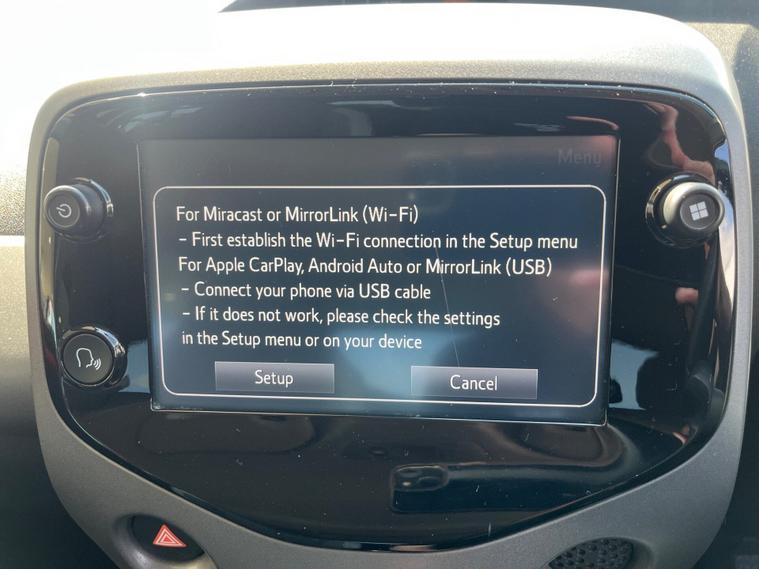 Menu
For Miracast or MirrorLink (Wi-Fi)
- First establish the Wi-Fi connection in the Setup menu
For Apple CarPlay, Android Auto or MirrorLink (USB)
- Connect your phone via USB cable
- If it does not work, please check the settings
in the Setup menu or on your device
Setup
Cancel